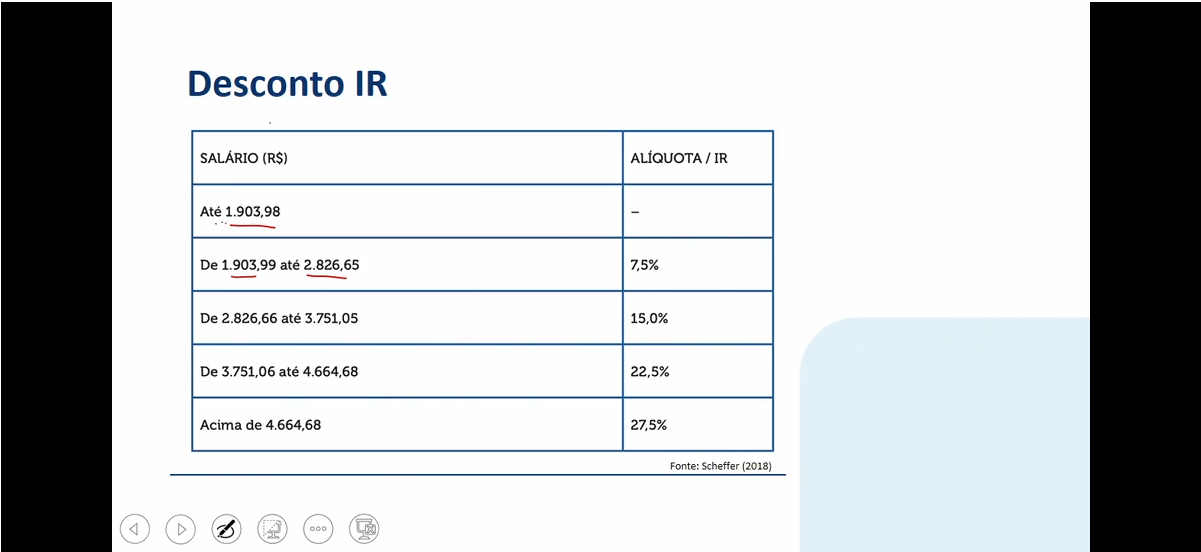 Desconto IR
SALÁRIO (R$) ALÍQUOTA / IR
Até 1.903,98 –
De 1.903,99 até 2.826,65 7,5%
De 2.826,66 até 3.751,05 15,0%
De 3.751,06 até 4.664,68 22,5%
Acima de 4.664,68 27,5%
Fonte: Scheffer (2018)